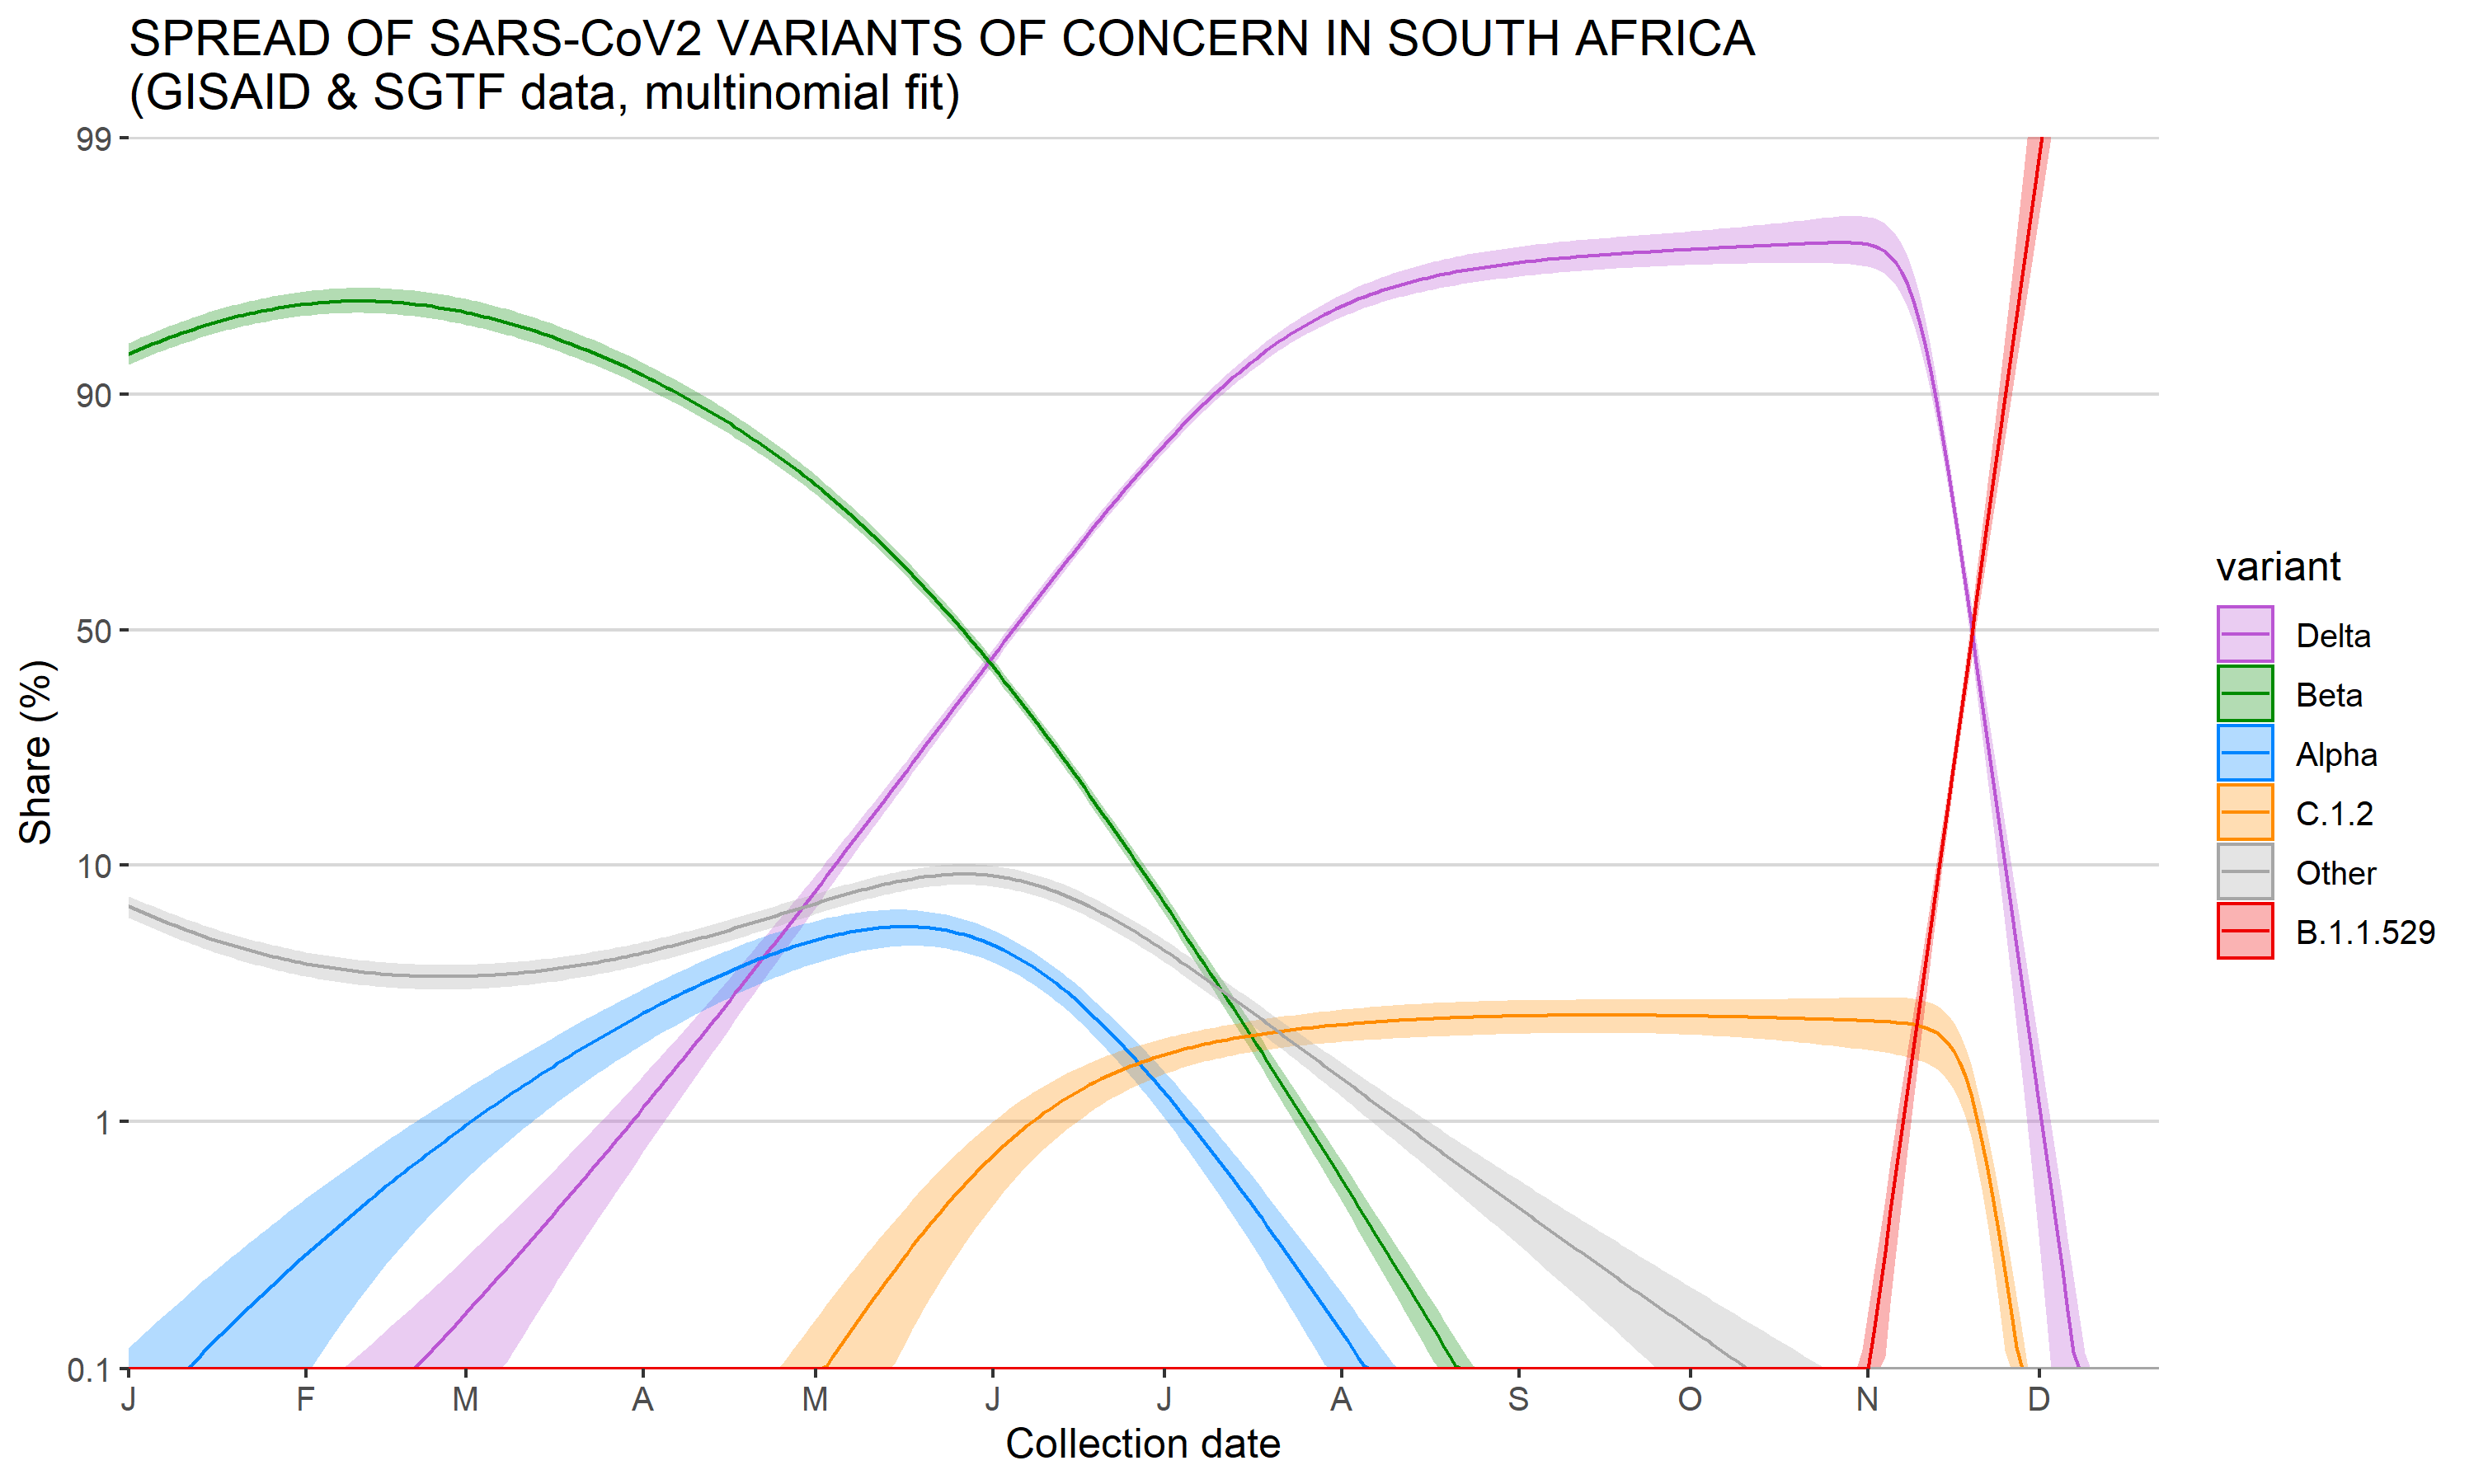 SPREAD OF SARS-CoV2 VARIANTS OF CONCERN IN SOUTH AFRICA
(GISAID & SGTF data, multinomial fit)
Share (%)
99
90
50
10
1
0.1
J F M A M J J A S O N D
Collection date
variant
Delta
Beta
Alpha
C.1.2
Other
B.1.1.529